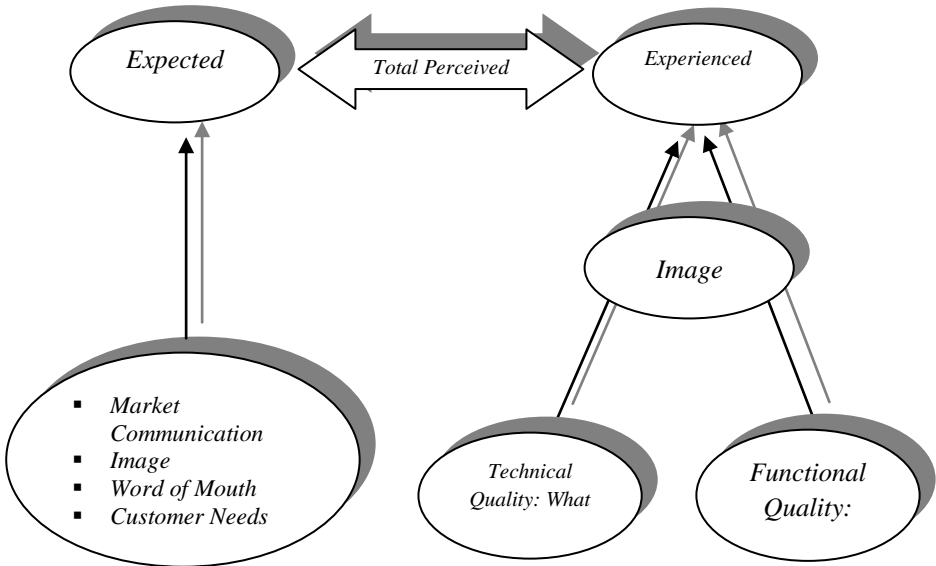 Expected
Total Perceived
Experienced
Image
▪ Market
Communication
▪ Image
▪ Word of Mouth
▪ Customer Needs
Technical
Quality: What
Functional
Quality: